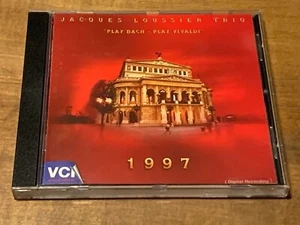 JACQUES LOUSSIER TRIO
"PLAY BACH - PLAY VIVALDI"
1997
VCI
( Digital Recording )